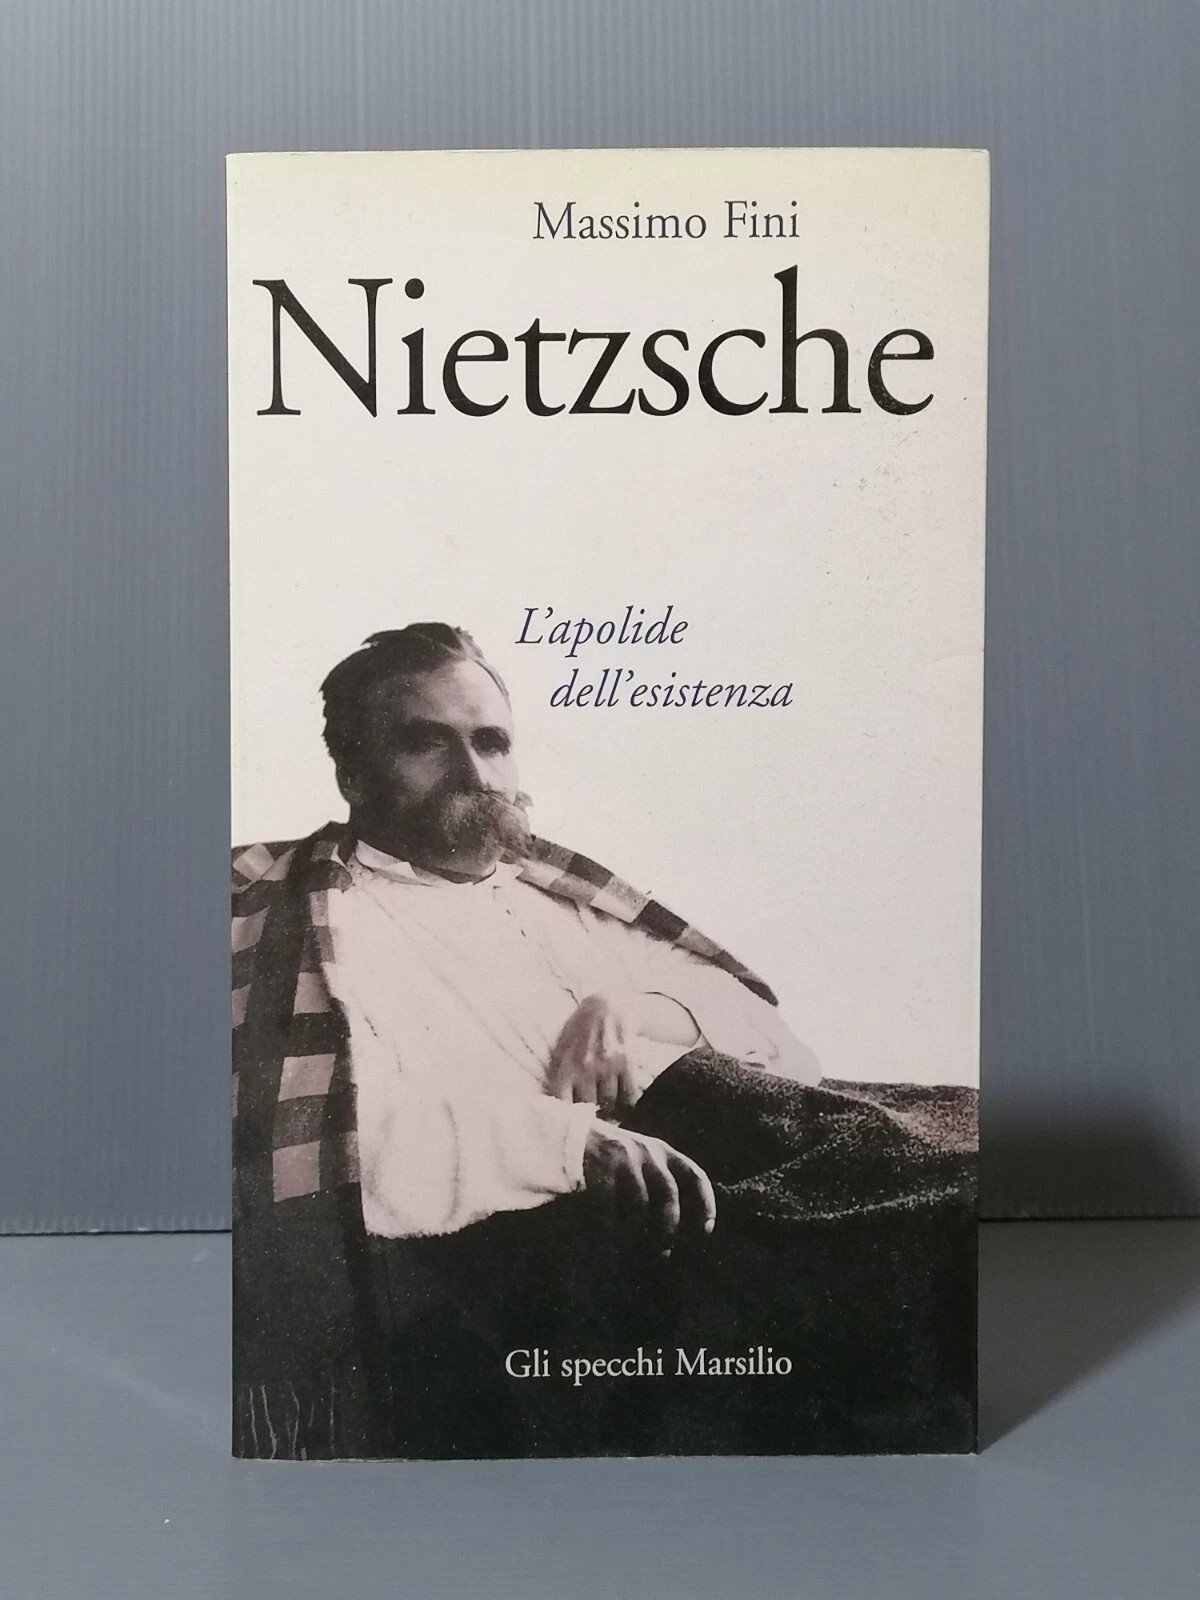 Massimo Fini
Nietzsche
L'apolide
dell'esistenza
Gli specchi Marsilio